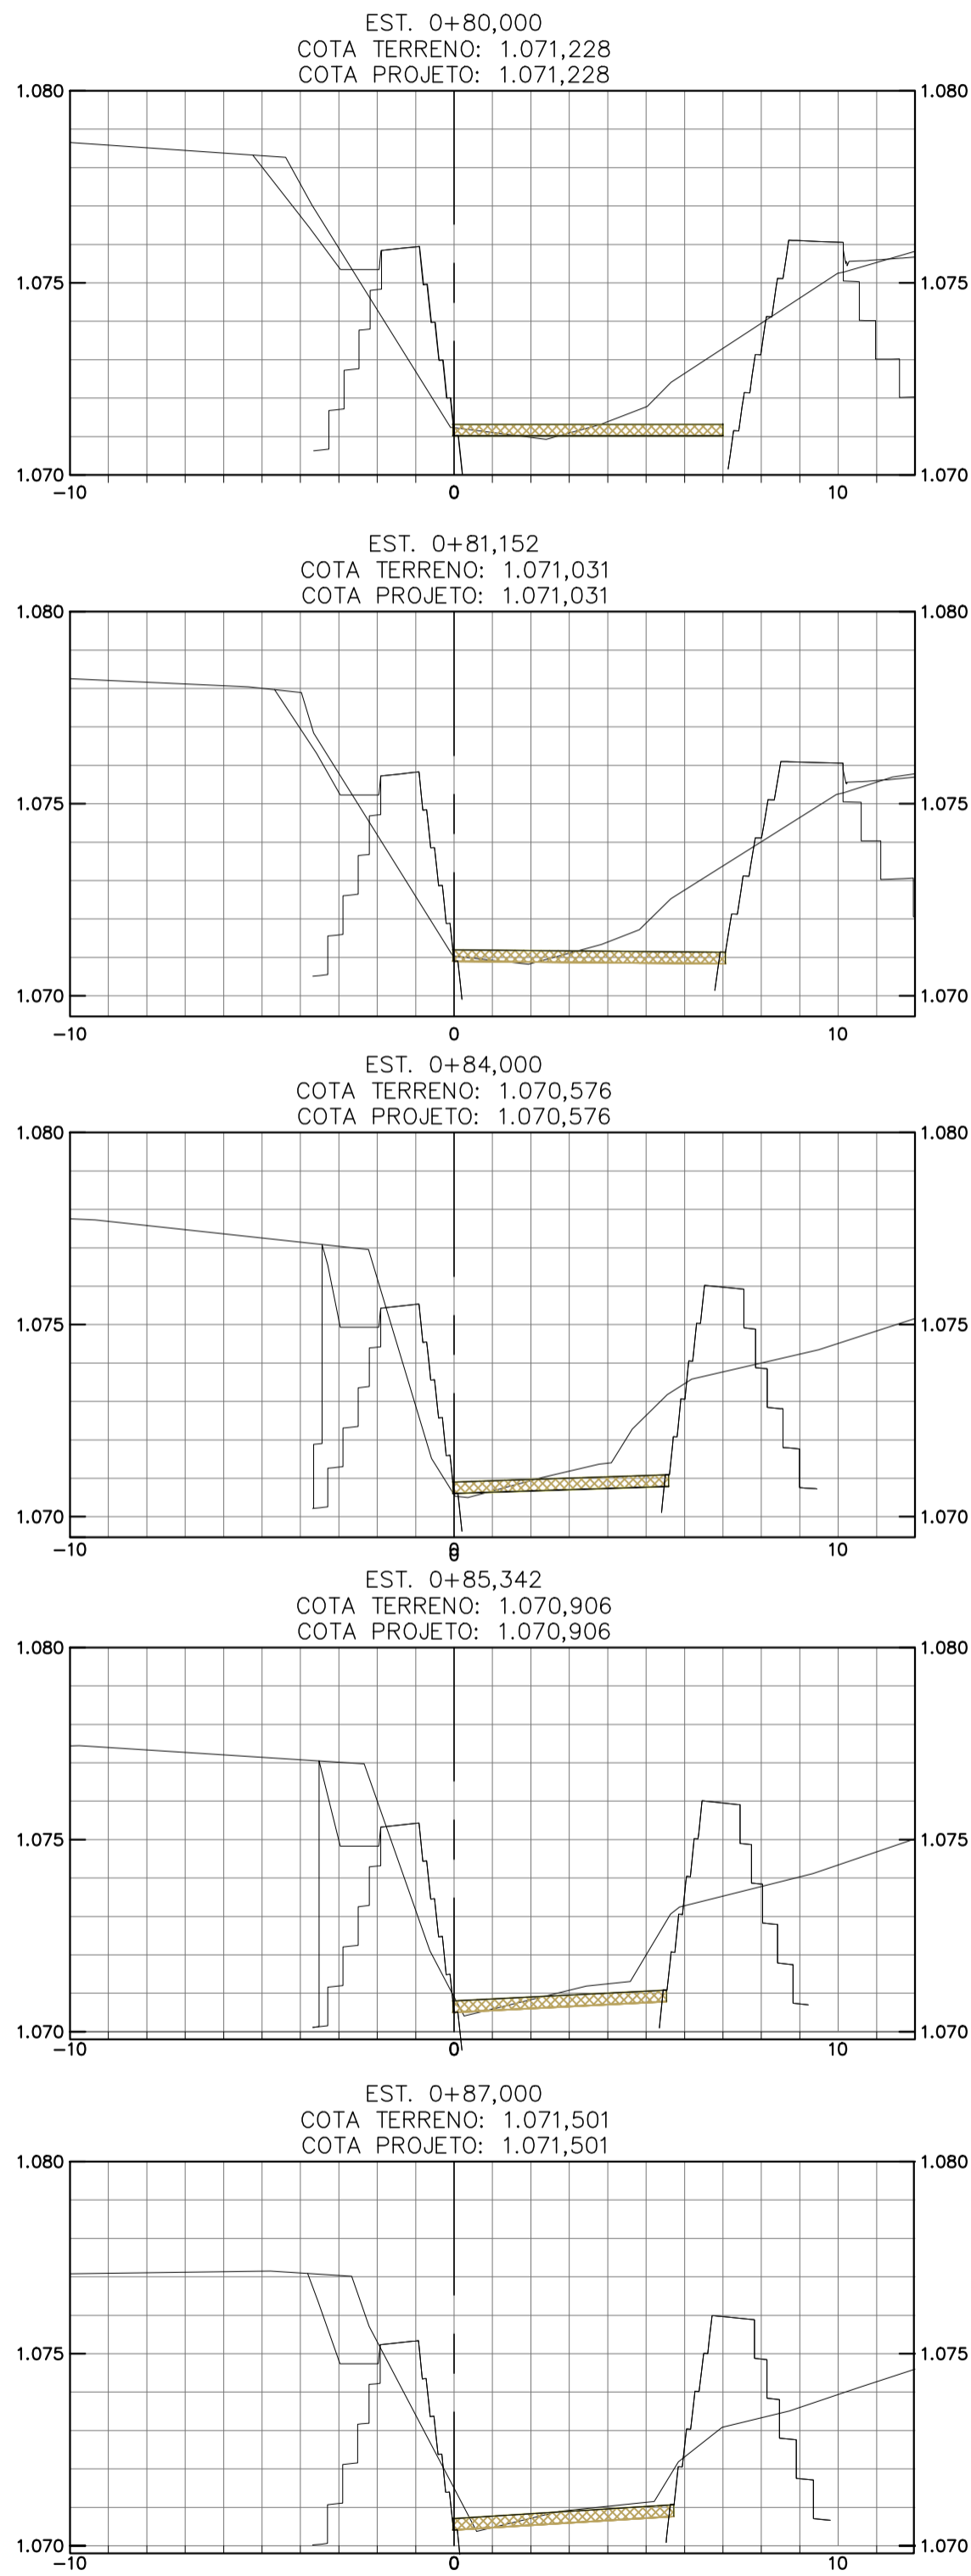 EST. 0+80,000
COTA TERRENO: 1.071,228
COTA PROJETO: 1.071,228
1.080 1.080
1.075 1.075
1.070 1.070
-10 0 10
EST. 0+81,152
COTA TERRENO: 1.071,031
COTA PROJETO: 1.071,031
1.080 1.080
1.075 1.075
1.070 1.070
-10 0 10
EST. 0+84,000
COTA TERRENO: 1.070,576
COTA PROJETO: 1.070,576
1.080 1.080
1.075 1.075
1.070 1.070
-10 0 10
EST. 0+85,342
COTA TERRENO: 1.070,906
COTA PROJETO: 1.070,906
1.080 1.080
1.075 1.075
1.070 1.070
-10 0 10
EST. 0+87,000
COTA TERRENO: 1.071,501
COTA PROJETO: 1.071,501
1.080 1.080
1.075 1.075
1.070 1.070
-10 0 10